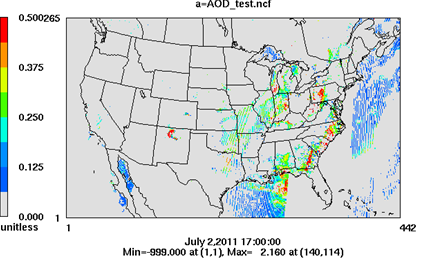 a=AOD_test.ncf
0.500265
265
0.375
0.250
0.125
0.000
unitless
1
1
442
July 2,2011 17:00:00
Min=-999.000 at (1,1), Max= 2.160 at (140,114)